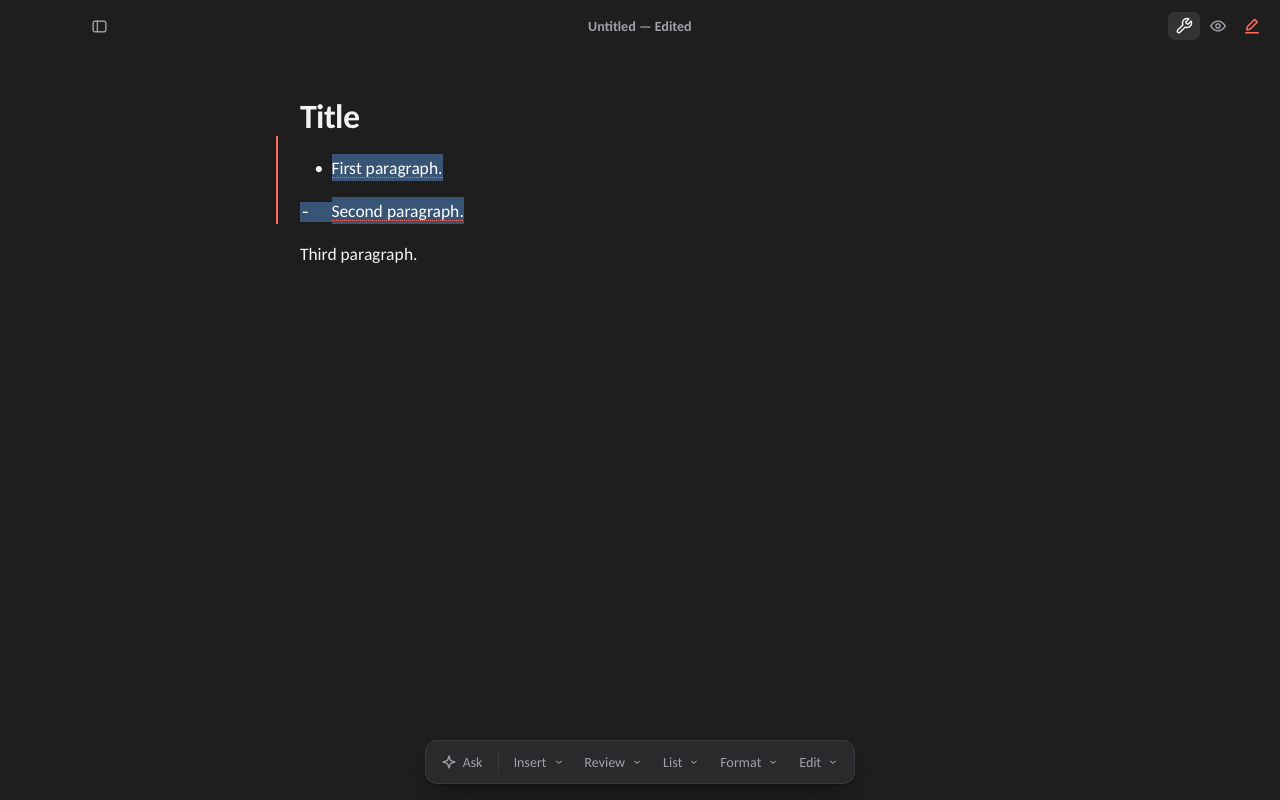 Untitled — Edited
Title
• First paragraph.
- Second paragraph.
Third paragraph.
Ask Insert Review List Format Edit